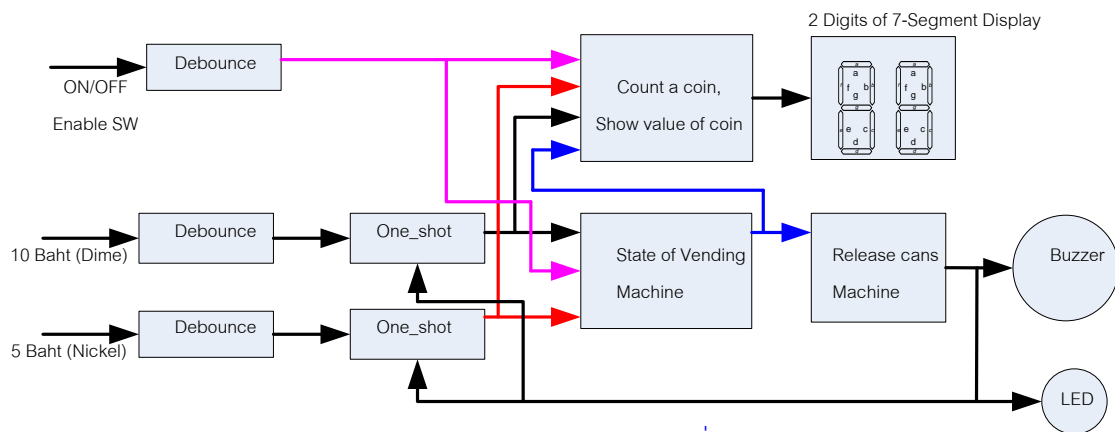 2 Digits of 7-Segment Display
Debounce
ON/OFF
Enable SW
Count a coin,
Show value of coin
a
f b
g
e c
d
a
f b
g
e c
d
Debounce
10 Baht (Dime)
One_shot
State of Vending
Machine
Release cans
Machine
Buzzer
Debounce
5 Baht (Nickel)
One_shot
LED